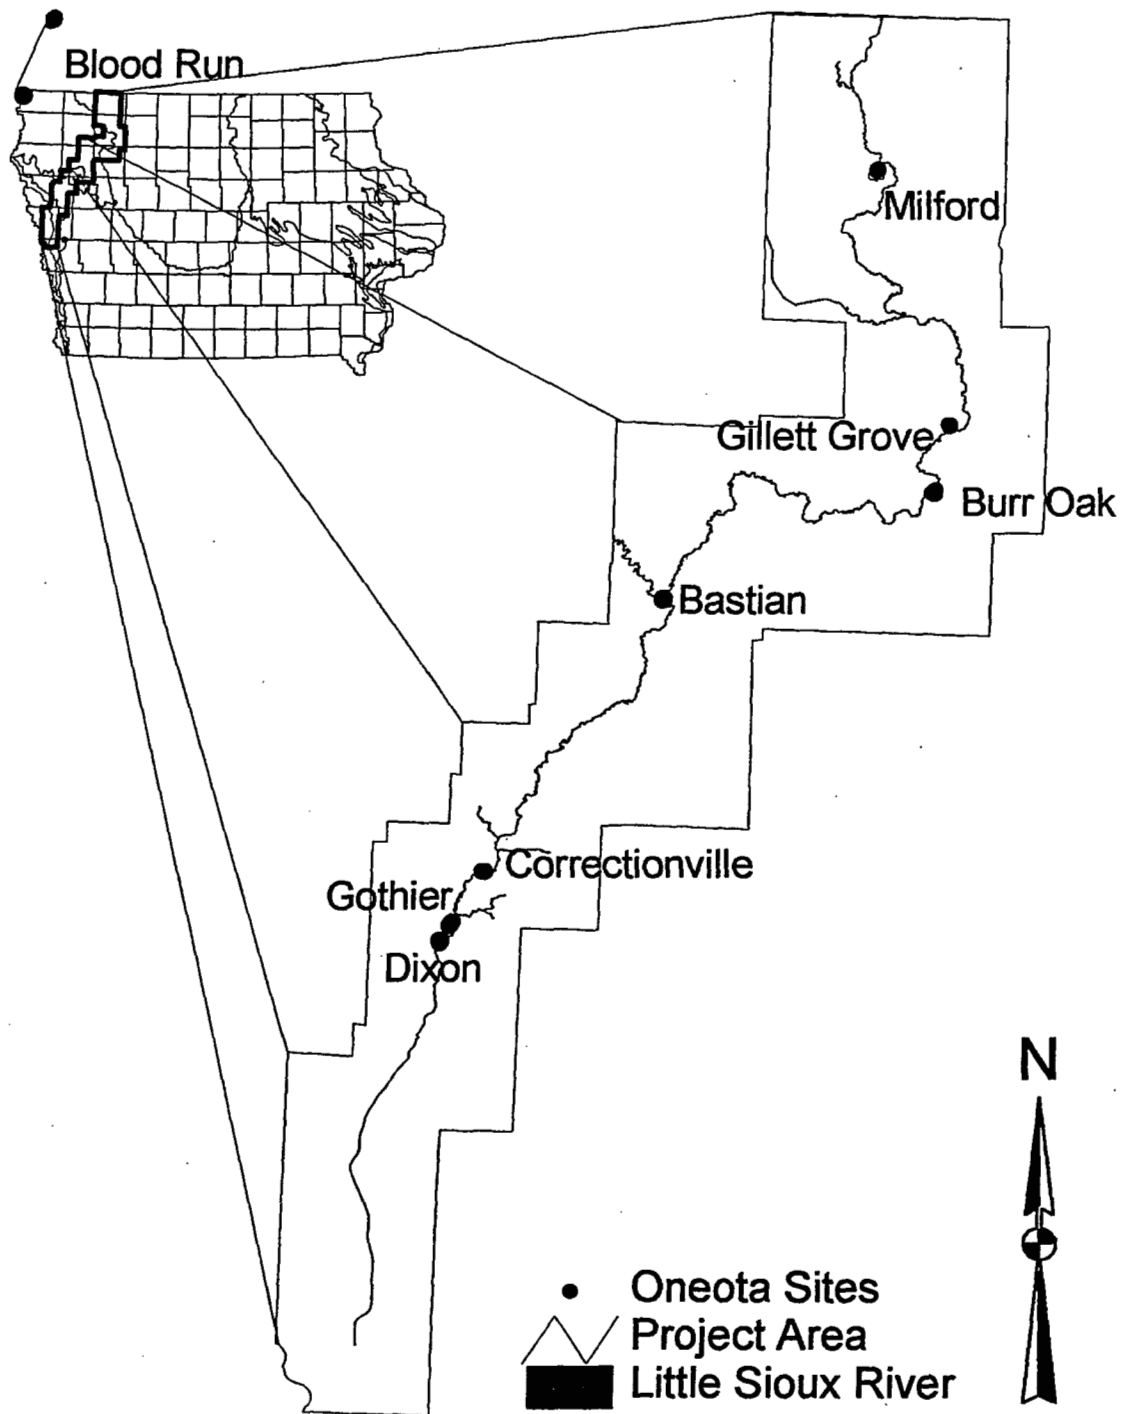 Blood Run
Milford
Gillett Grove
Burr Oak
Bastian
Correctionville
Gothier
Dixon
N
Oneota Sites
Project Area
Little Sioux River